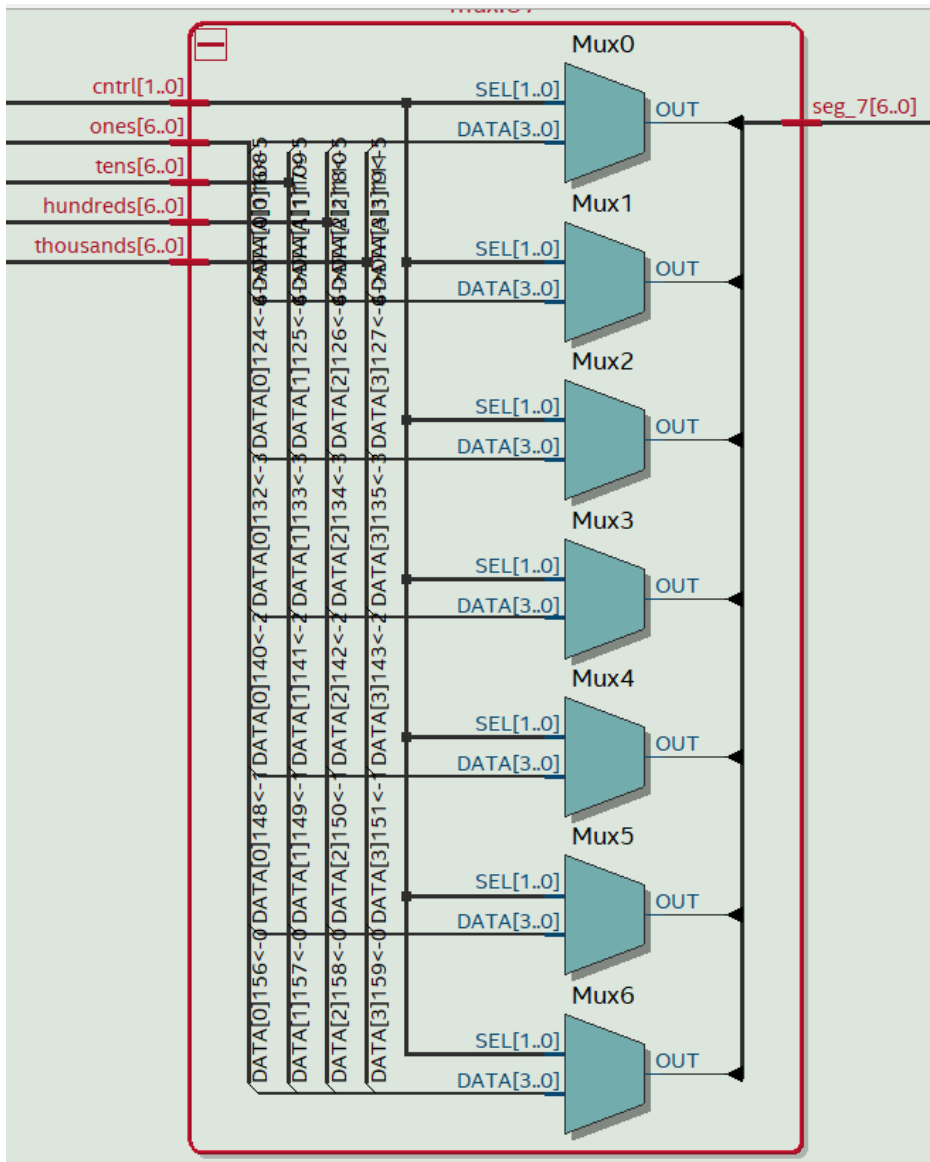 cntrl[1..0]
ones[6..0]
tens[6..0]
hundreds[6..0]
thousands[6..0]
Mux0
SEL[1..0]
DATA[3..0]
OUT
seg_7[6..0]
Mux1
SEL[1..0]
DATA[3..0]
OUT
Mux2
SEL[1..0]
DATA[3..0]
OUT
Mux3
SEL[1..0]
DATA[3..0]
OUT
Mux4
SEL[1..0]
DATA[3..0]
OUT
Mux5
SEL[1..0]
DATA[3..0]
OUT
Mux6
SEL[1..0]
DATA[3..0]
OUT
DATA[0]124<-
DATA[1]125<-
DATA[2]126<-
DATA[3]127<-
DATA[0]132<-3
DATA[1]133<-3
DATA[2]134<-3
DATA[3]135<-3
DATA[0]140<-2
DATA[1]141<-2
DATA[2]142<-2
DATA[3]143<-2
DATA[0]148<-1
DATA[1]149<-1
DATA[2]150<-1
DATA[3]151<-1
DATA[0]156<-0
DATA[1]157<-0
DATA[2]158<-0
DATA[3]159<-0